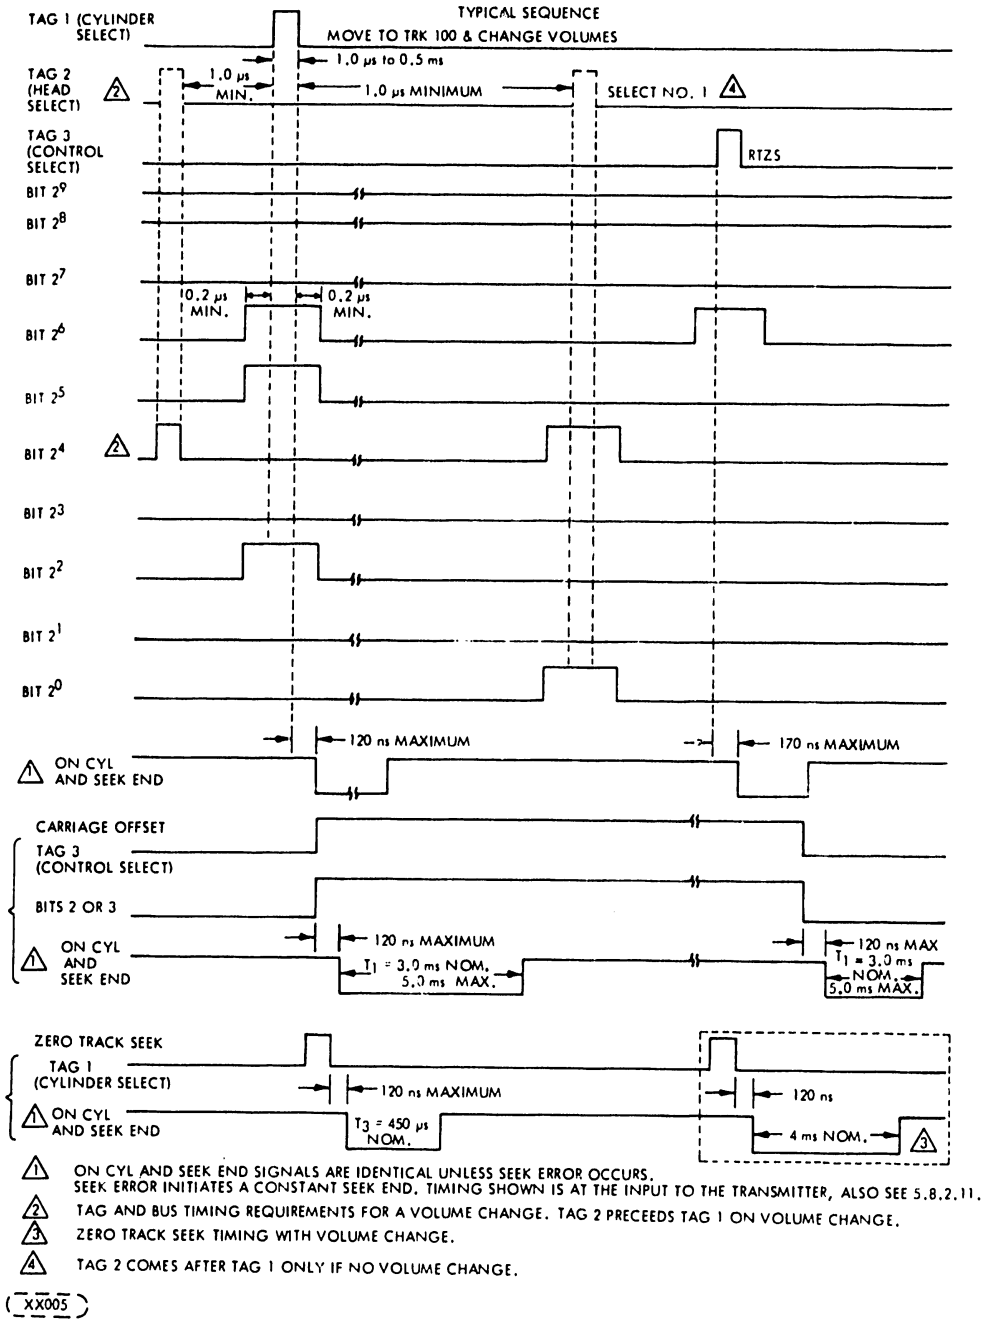 TYPICAL SEQUENCE
TAG 1 (CYLINDER
SELECT)
MOVE TO TRK 100 & CHANGE VOLUMES
1.0 µs to 0.5 ms
TAG 2
(HEAD
SELECT)
2
1.0 µs
MIN.
1.0 µs MINIMUM
SELECT NO. 1
4
TAG 3
(CONTROL
SELECT)
RTZS
BIT 2⁹
BIT 2⁸
BIT 2⁷
0.2 µs
MIN.
0.2 µs
MIN.
BIT 2⁶
BIT 2⁵
BIT 2⁴
2
BIT 2³
BIT 2²
BIT 2¹
BIT 2⁰
120 ns MAXIMUM
170 ns MAXIMUM
1
ON CYL
AND SEEK END
CARRIAGE OFFSET
TAG 3
(CONTROL SELECT)
BITS 2 OR 3
120 ns MAXIMUM
120 ns MAX
1
ON CYL
AND
SEEK END
T1 = 3.0 ms NOM.
5.0 ms MAX.
T1 = 3.0 ms
NOM.
5.0 ms MAX.
ZERO TRACK SEEK
TAG 1
(CYLINDER SELECT)
120 ns MAXIMUM
120 ns
1
ON CYL
AND SEEK END
T3 = 450 µs
NOM.
4 ms NOM.
3
1 ON CYL AND SEEK END SIGNALS ARE IDENTICAL UNLESS SEEK ERROR OCCURS.
SEEK ERROR INITIATES A CONSTANT SEEK END. TIMING SHOWN IS AT THE INPUT TO THE TRANSMITTER, ALSO SEE 5.8.2.11.
2 TAG AND BUS TIMING REQUIREMENTS FOR A VOLUME CHANGE. TAG 2 PRECEEDS TAG 1 ON VOLUME CHANGE.
3 ZERO TRACK SEEK TIMING WITH VOLUME CHANGE.
4 TAG 2 COMES AFTER TAG 1 ONLY IF NO VOLUME CHANGE.
XX005